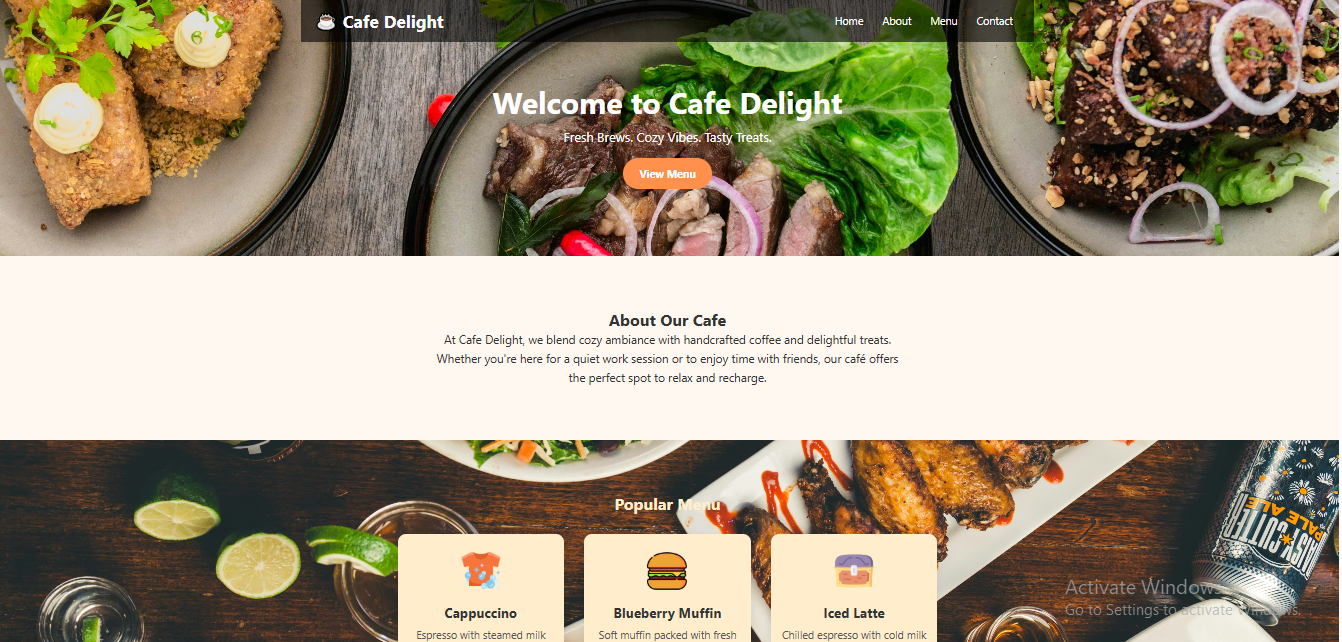 Cafe Delight
Home About Menu Contact
Welcome to Cafe Delight
Fresh Brews. Cozy Vibes. Tasty Treats.
View Menu
About Our Cafe
At Cafe Delight, we blend cozy ambiance with handcrafted coffee and delightful treats.
Whether you're here for a quiet work session or to enjoy time with friends, our café offers
the perfect spot to relax and recharge.
Popular Menu
PALE ALE
Cappuccino
Blueberry Muffin
Iced Latte
Espresso with steamed milk
Soft muffin packed with fresh
Chilled espresso with cold milk
Activate Windows
Go to Settings to activate Windows.